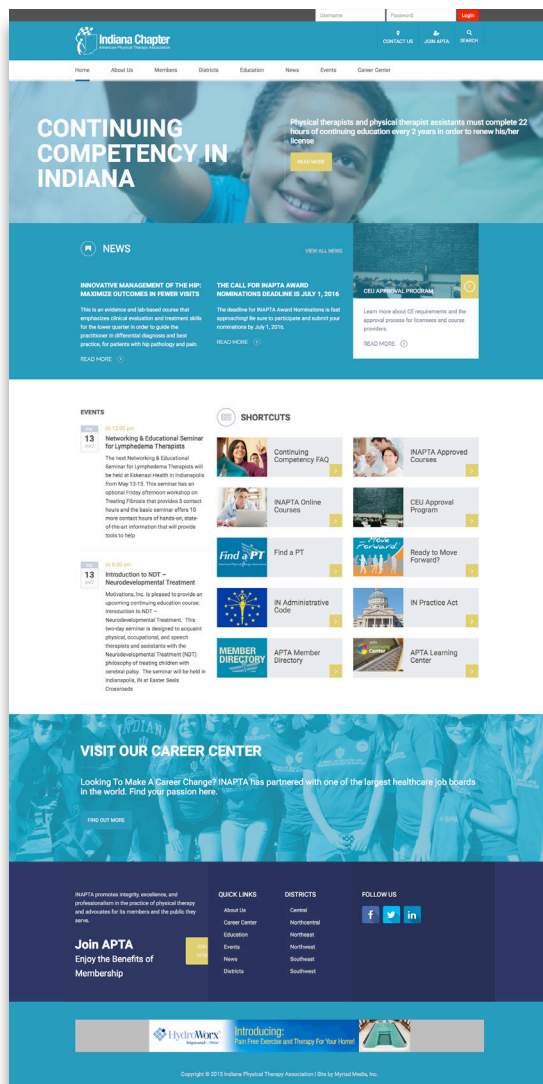 Username
Password
Login
Indiana Chapter
American Physical Therapy Association
CONTACT US
JOIN APTA
SEARCH
Home
About Us
Members
Districts
Education
News
Events
Career Center
CONTINUING
COMPETENCY IN
INDIANA
Physical therapists and physical therapist assistants must complete 22
hours of continuing education every 2 years in order to renew his/her
license
READ MORE
NEWS
VIEW ALL NEWS
INNOVATIVE MANAGEMENT OF THE HIP:
MAXIMIZE OUTCOMES IN FEWER VISITS
This is an evidence and lab-based course that
emphasizes clinical evaluation and treatment skills
for the lower quarter in order to guide the
practitioner in differential diagnosis and best
practice, for patients with hip pathology and pain.
READ MORE
THE CALL FOR INAPTA AWARD
NOMINATIONS DEADLINE IS JULY 1, 2016
The deadline for INAPTA Award Nominations is fast
approaching! Be sure to participate and submit your
nominations by July 1, 2016.
READ MORE
CEU APPROVAL PROGRAM
Learn more about CE requirements and the
approval process for licensees and course
providers.
READ MORE
EVENTS
13
MAY
At 12:00 pm
Networking & Educational Seminar
for Lymphedema Therapists
The next Networking & Educational
Seminar for Lymphedema Therapists will
be held at Eskenazi Health in Indianapolis
from May 13-15. This seminar has an
optional Friday afternoon workshop on
Treating Fibrosis that provides 3 contact
hours and the basic seminar offers 10
more contact hours of hands-on, state-
of-the-art information that will provide
tools to help
13
MAY
At 8:00 am
Introduction to NDT –
Neurodevelopmental Treatment
Motivations, Inc. is pleased to provide an
upcoming continuing education course:
Introduction to NDT –
Neurodevelopmental Treatment. This
two-day seminar is designed to acquaint
physical, occupational, and speech
therapists and assistants with the
Neurodevelopmental Treatment (NDT)
philosophy of treating children with
cerebral palsy. The seminar will be held in
Indianapolis, IN at Easter Seals
Crossroads
SHORTCUTS
Continuing
Competency FAQ
INAPTA Approved
Courses
INAPTA Online
Courses
CEU Approval
Program
Find a PT
Find a PT
Move
Forward
Ready to Move
Forward?
IN Administrative
Code
IN Practice Act
MEMBER
DIRECTORY
APTA Member
Directory
Learning
Center
APTA Learning
Center
INDIANA
VISIT OUR CAREER CENTER
Looking To Make A Career Change? INAPTA has partnered with one of the largest healthcare job boards
in the world. Find your passion here.
FIND OUT MORE
INAPTA promotes integrity, excellence, and
professionalism in the practice of physical therapy
and advocates for its members and the public they
serve.
Join APTA
Enjoy the Benefits of
Membership
JOIN
NOW
QUICK LINKS
About Us
Career Center
Education
Events
News
Districts
DISTRICTS
Central
Northcentral
Northeast
Northwest
Southeast
Southwest
FOLLOW US
f
in
HydroWorx
Introducing:
Pain Free Exercise and Therapy For Your Home!
Copyright © 2015 Indiana Physical Therapy Association | Site by Myriad Media, Inc.